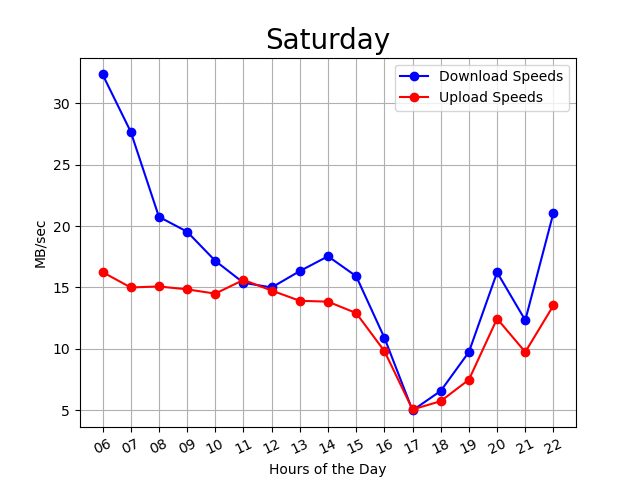 Saturday
Download Speeds
Upload Speeds
MB/sec
30
25
20
15
10
5
06 07 08 09 10 11 12 13 14 15 16 17 18 19 20 21 22
Hours of the Day